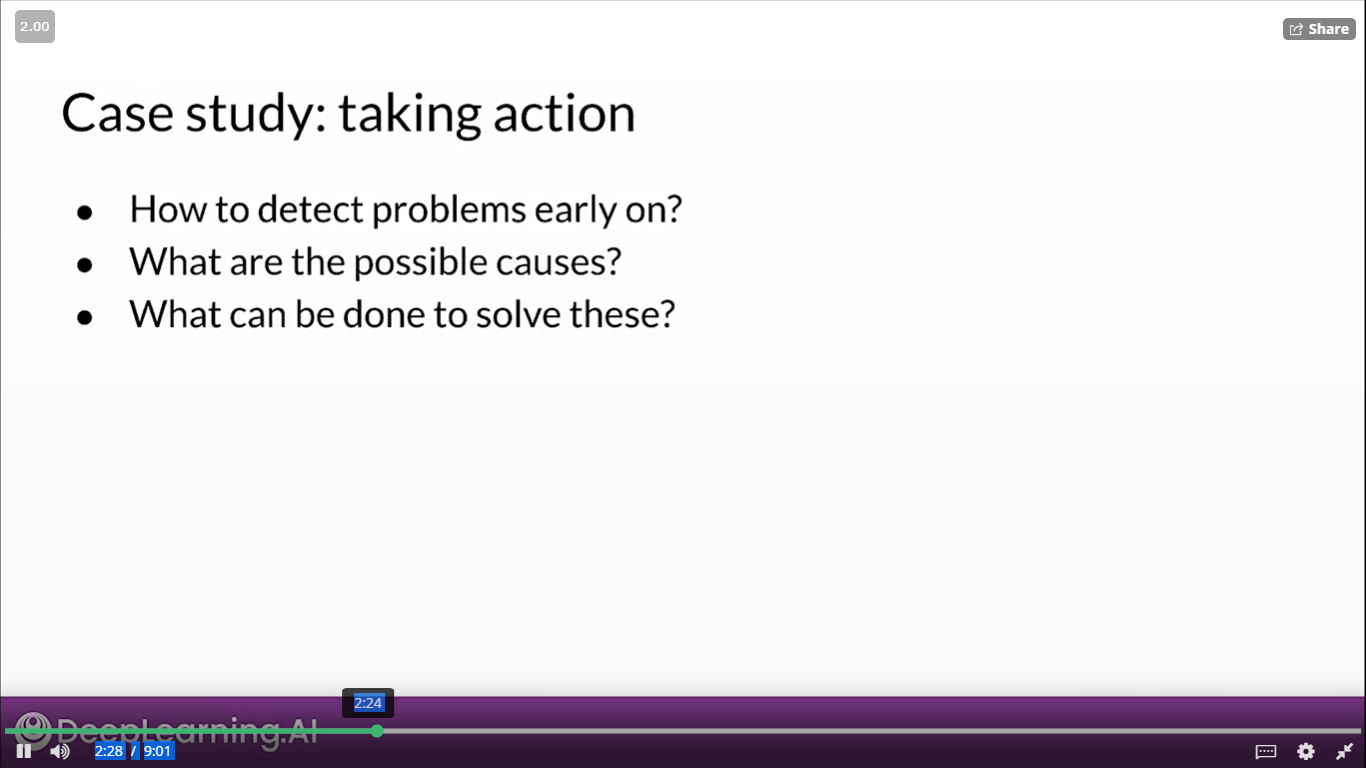 2.00
Share
Case study: taking action
● How to detect problems early on?
● What are the possible causes?
● What can be done to solve these?
2:24
DeepLearning.AI
2:28 / 9:01